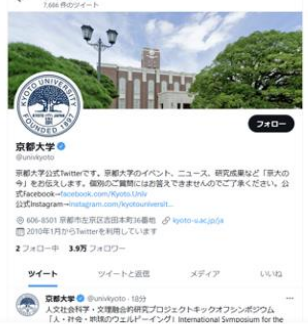 7,666 件のツイート
KYOTO UNIVERSITY
FOUNDED 1897
フォロー
京都大学
@univkyoto
京都大学公式Twitterです。京都大学のイベント、ニュース、研究成果など「京大の
今」をお伝えします。個別のご質問にはお答えできませんのでご了承ください。公
式Facebook→facebook.com/Kyoto.Univ
公式Instagram→instagram.com/kyotouniversit...
606-8501 京都市左京区吉田本町36番地 kyoto-u.ac.jp/ja
2010年1月からTwitterを利用しています
2 フォロー中 3.9万 フォロワー
ツイート ツイートと返信 メディア いいね
京都大学 @univkyoto · 18分
人文社会科学・文理融合的研究プロジェクトキックオフシンポジウム
「人・社会・地球のウェルビーイング」International Symposium for the